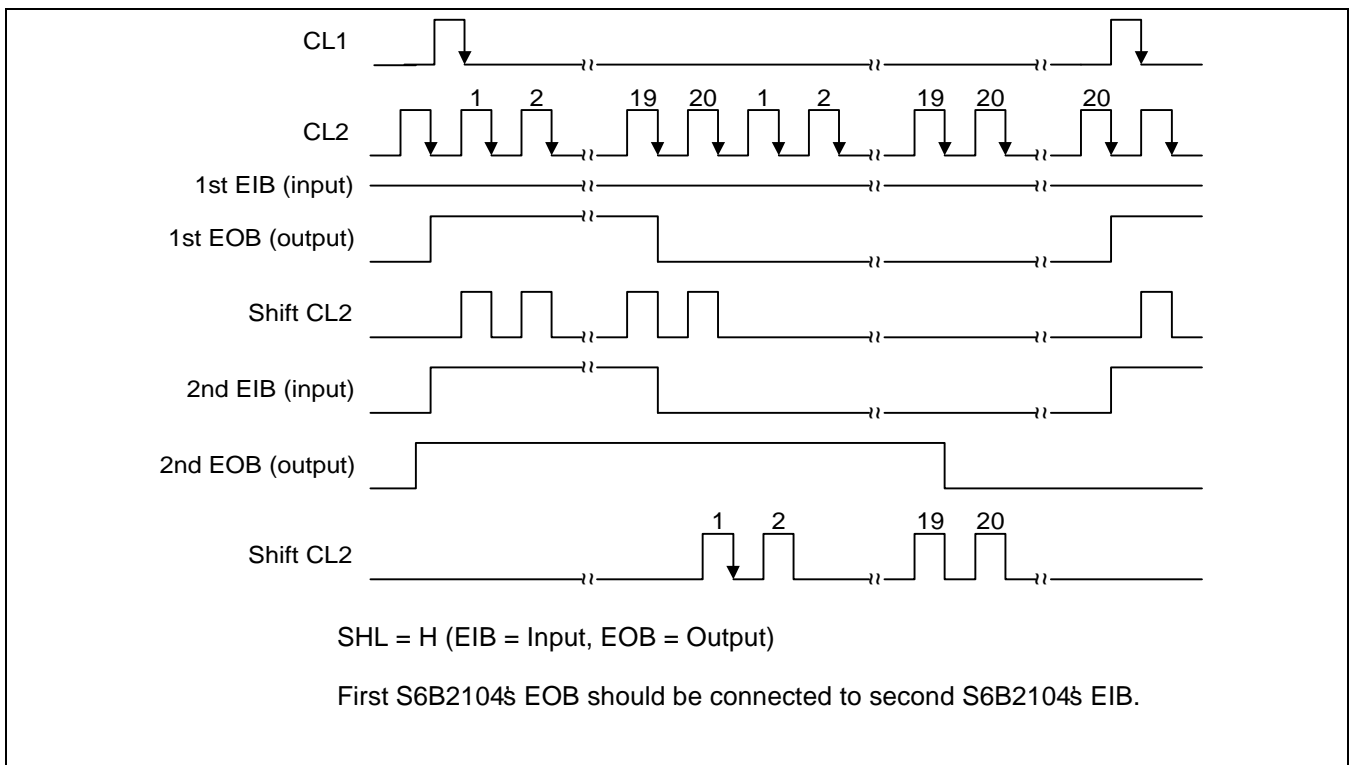 CL1
1 2 19 20 1 2 19 20 20
CL2
1st EIB (input)
1st EOB (output)
Shift CL2
2nd EIB (input)
2nd EOB (output)
1 2 19 20
Shift CL2
SHL = H (EIB = Input, EOB = Output)
First S6B2104's EOB should be connected to second S6B2104's EIB.